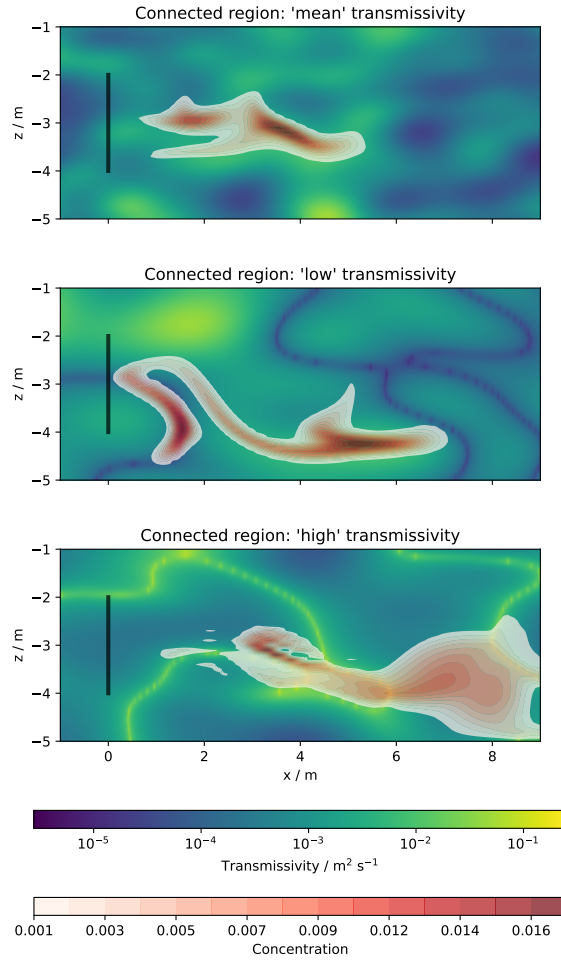 Connected region: 'mean' transmissivity
−1
−2
−3
−4
−5
z / m
Connected region: 'low' transmissivity
−1
−2
−3
−4
−5
z / m
Connected region: 'high' transmissivity
−1
−2
−3
−4
−5
z / m
0 2 4 6 8
x / m
10⁻⁵ 10⁻⁴ 10⁻³ 10⁻² 10⁻¹
Transmissivity / m² s⁻¹
0.001 0.003 0.005 0.007 0.009 0.012 0.014 0.016
Concentration